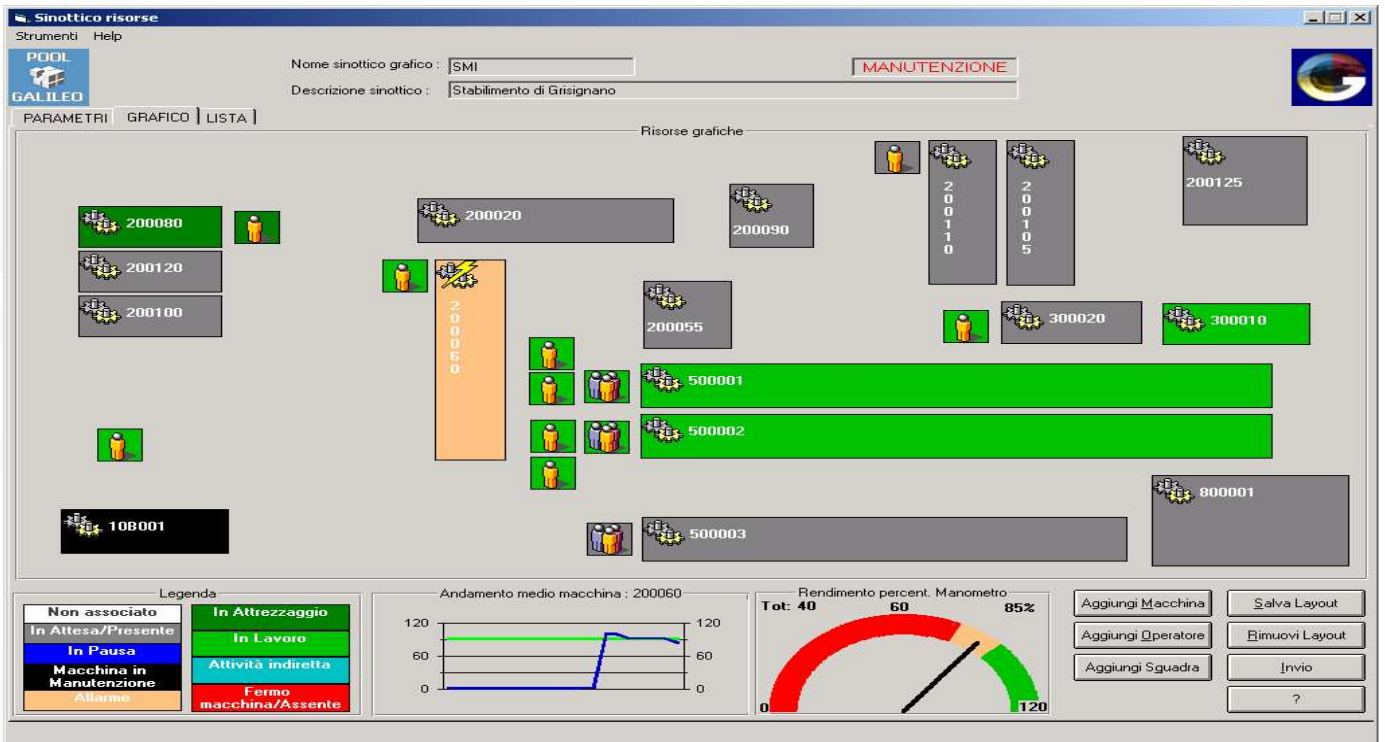 Sinottico risorse
Strumenti Help
POOL
GALILEO
Nome sinottico grafico : SMI
MANUTENZIONE
Descrizione sinottico : Stabilimento di Grisignano
PARAMETRI GRAFICO LISTA
Risorse grafiche
200110
200105
200125
200080
200020
200090
200120
200100
200060
200055
300020
300010
500001
500002
800001
10B001
500003
Legenda
Non associato
In Attesa/Presente
In Pausa
Macchina in
Manutenzione
Allarme
In Attrezzaggio
In Lavoro
Attività indiretta
Fermo
macchina/Assente
Andamento medio macchina : 200060
120 120
60 60
0 0
Rendimento percent. Manometro
Tot: 40 60 85%
0 120
Aggiungi Macchina
Aggiungi Operatore
Aggiungi Squadra
Salva Layout
Rimuovi Layout
Invio
?